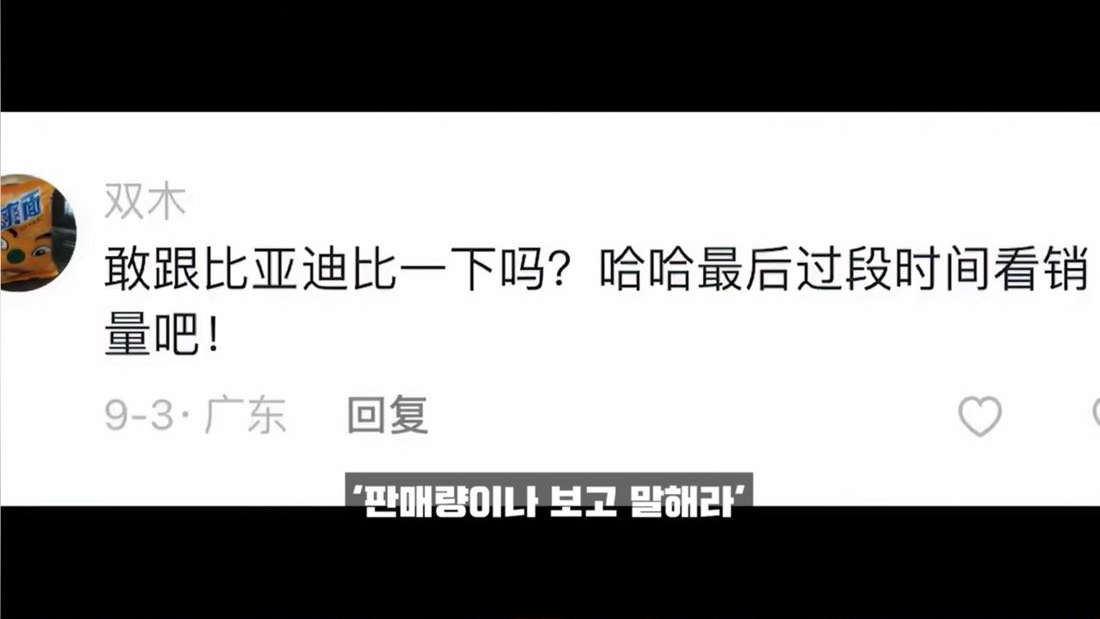 双木
敢跟比亚迪比一下吗？哈哈最后过段时间看销
量吧！
9-3·广东 回复
‘판매량이나 보고 말해라’